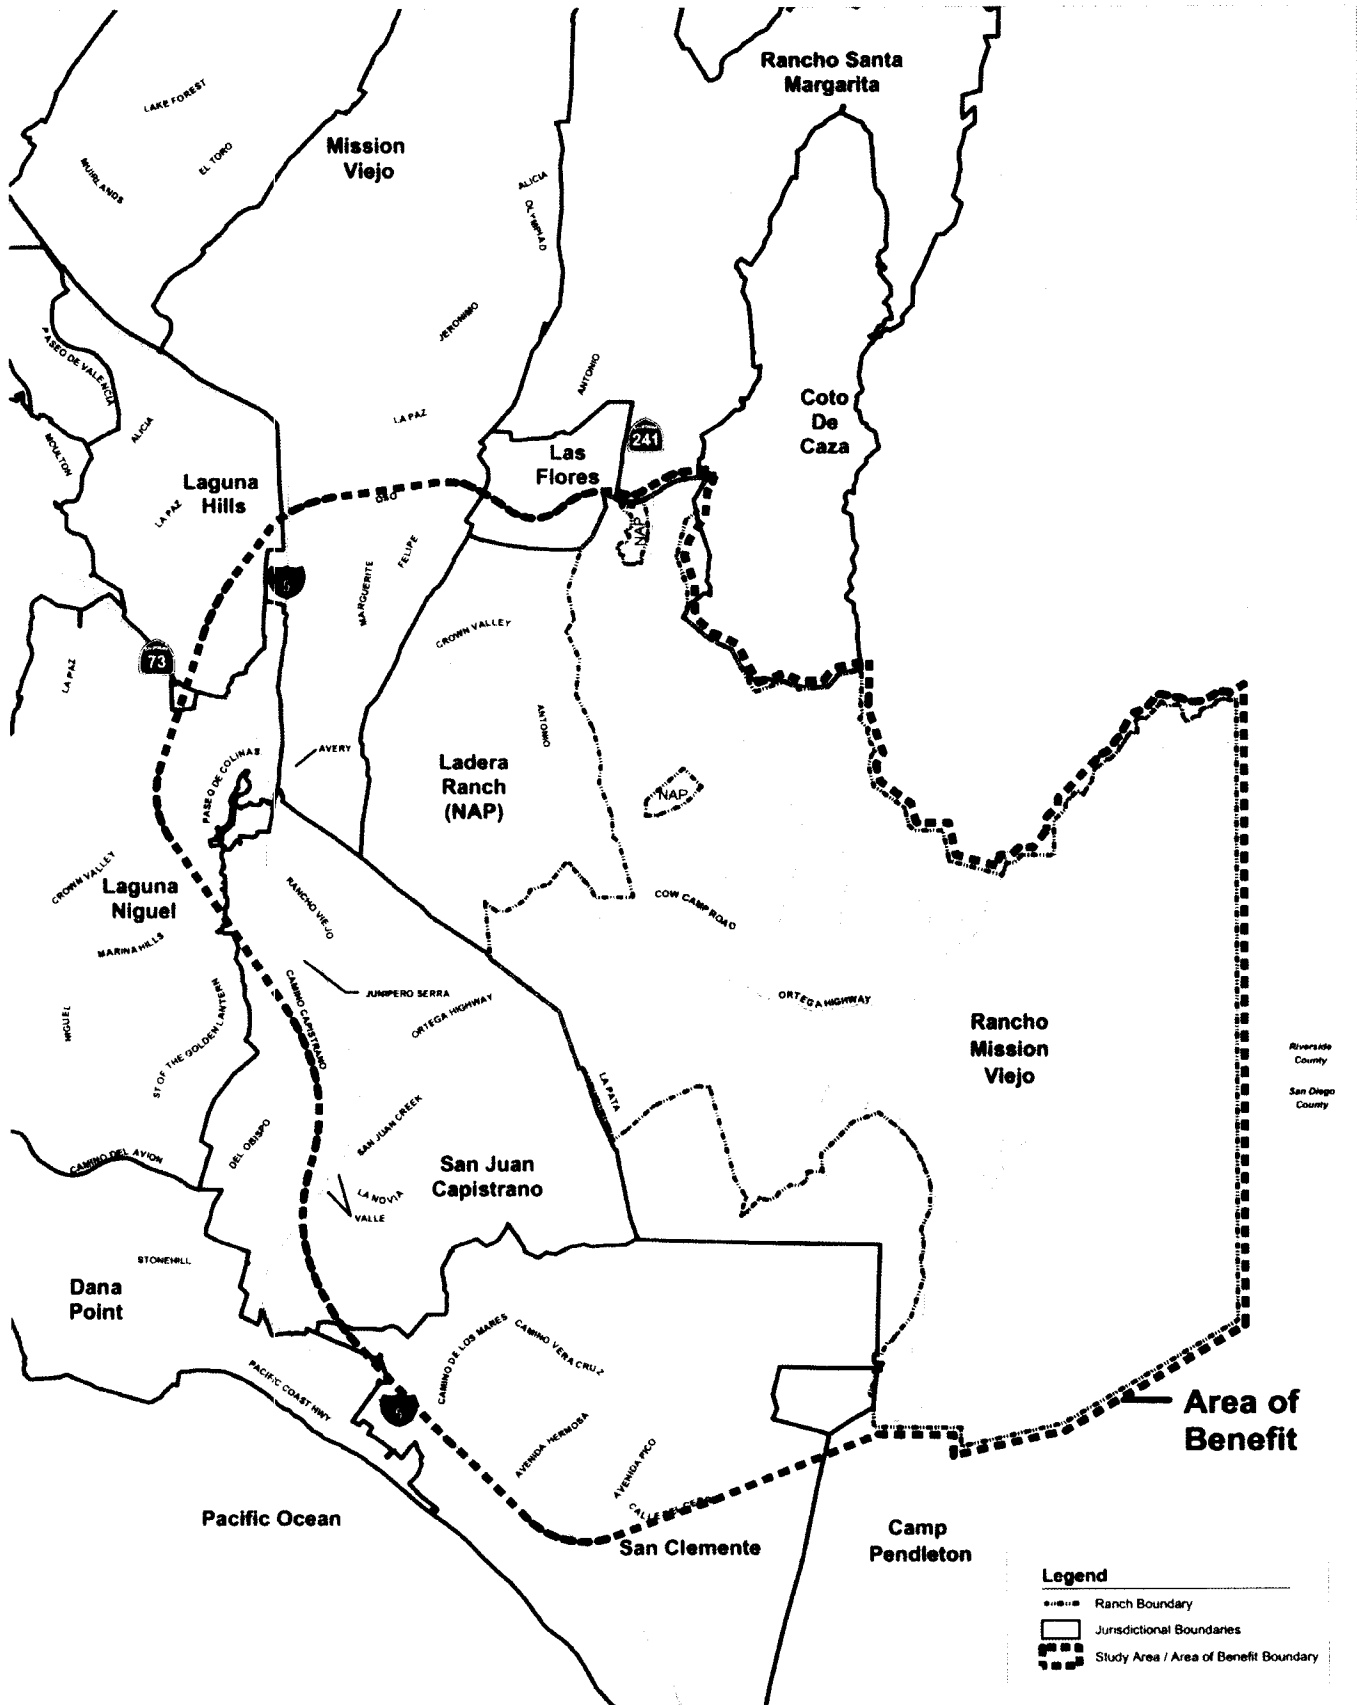 Rancho Santa
Margarita
LAKE FOREST
Mission
Viejo
EL TORO
MUIRLANDS
ALICIA
OLYMPIAD
JERONIMO
PASEO DE VALENCIA
ANTONIO
Coto
De
Caza
LA PAZ
ALICIA
MOULTON
241
Las
Flores
Laguna
Hills
LA PAZ
OSO
NAP
FELIPE
MARGUERITE
5
CROWN VALLEY
73
LA PAZ
ANTONIO
AVERY
PASEO DE COLINAS
Ladera
Ranch
(NAP)
NAP
CROWN VALLEY
Laguna
Niguel
RANCHO VIEJO
COW CAMP ROAD
MARINA HILLS
CAMINO CAPISTRANO
JUNIPERO SERRA
ORTEGA HIGHWAY
ORTEGA HIGHWAY
NIGUEL
ST OF THE GOLDEN LANTERN
Rancho
Mission
Viejo
Riverside
County
San Diego
County
LA PATA
SAN JUAN CREEK
DEL OBISPO
CAMINO DEL AVION
San Juan
Capistrano
LA NOVIA
VALLE
STONEHILL
Dana
Point
CAMINO DE LOS MARES
CAMINO VERA CRUZ
PACIFIC COAST HWY
5
Area of
Benefit
AVENIDA HERMOSA
AVENIDA PICO
Pacific Ocean
San Clemente
Camp
Pendleton
Legend
Ranch Boundary
Jurisdictional Boundaries
Study Area / Area of Benefit Boundary